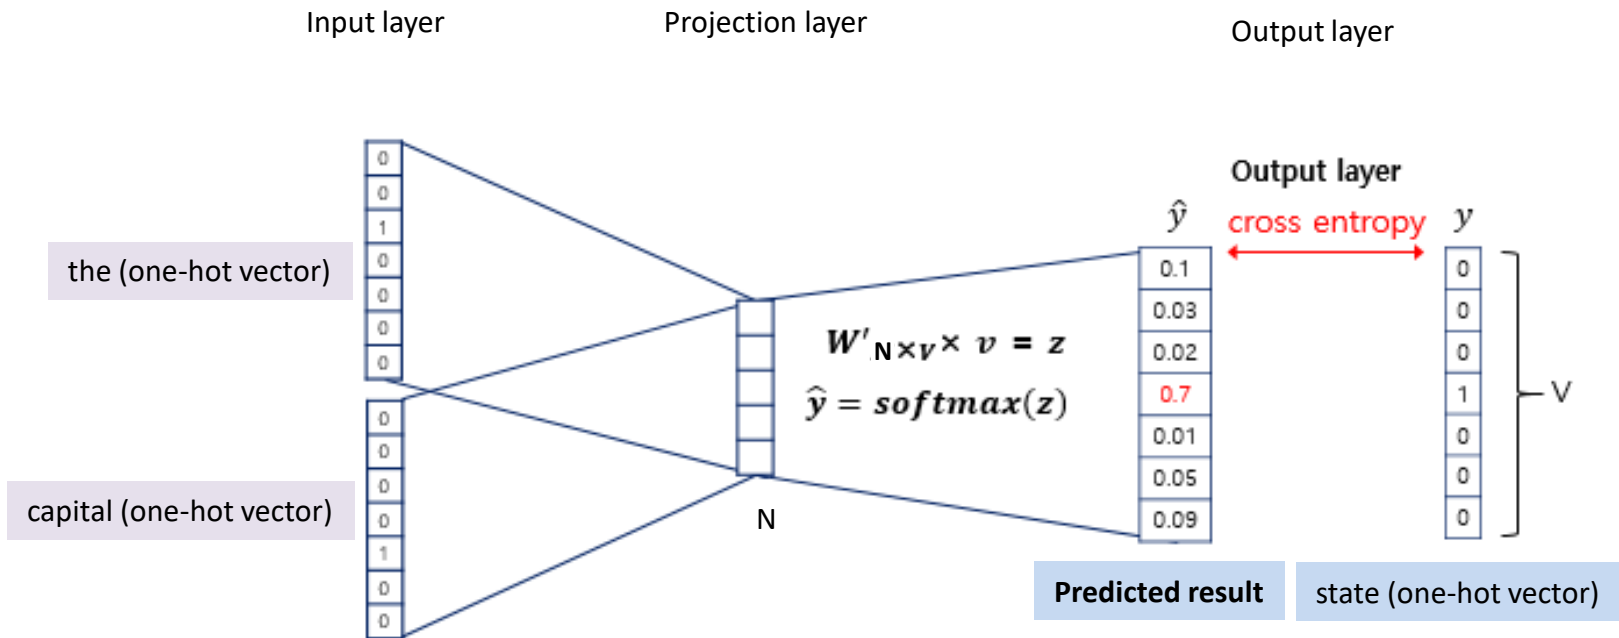 Input layer
Projection layer
Output layer
the (one-hot vector)
0
0
1
0
0
0
0
capital (one-hot vector)
0
0
0
0
1
0
0
N
W'N×V × v = z
ŷ = softmax(z)
Output layer
ŷ
cross entropy
y
0.1
0.03
0.02
0.7
0.01
0.05
0.09
0
0
0
1
0
0
0
V
Predicted result
state (one-hot vector)